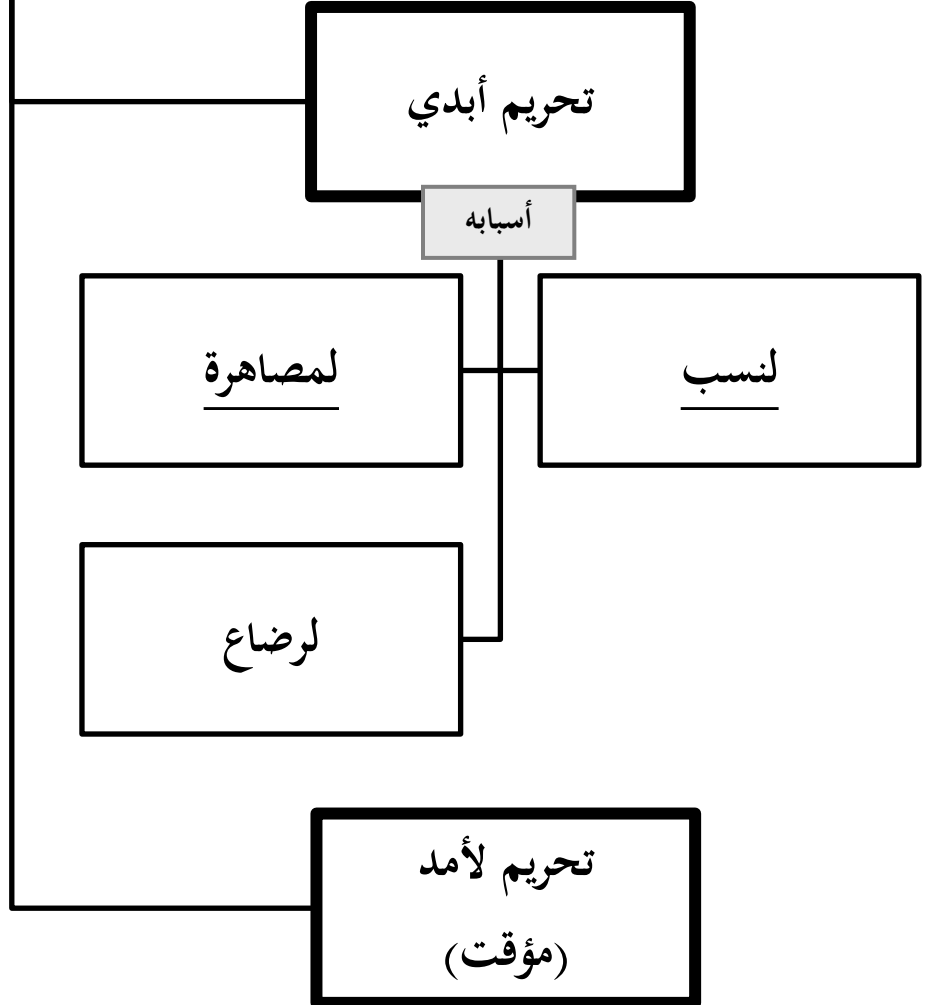 تحريم أبدي
أسبابه
لنسب
لمصاهرة
لرضاع
تحريم لأمد
(مؤقت)